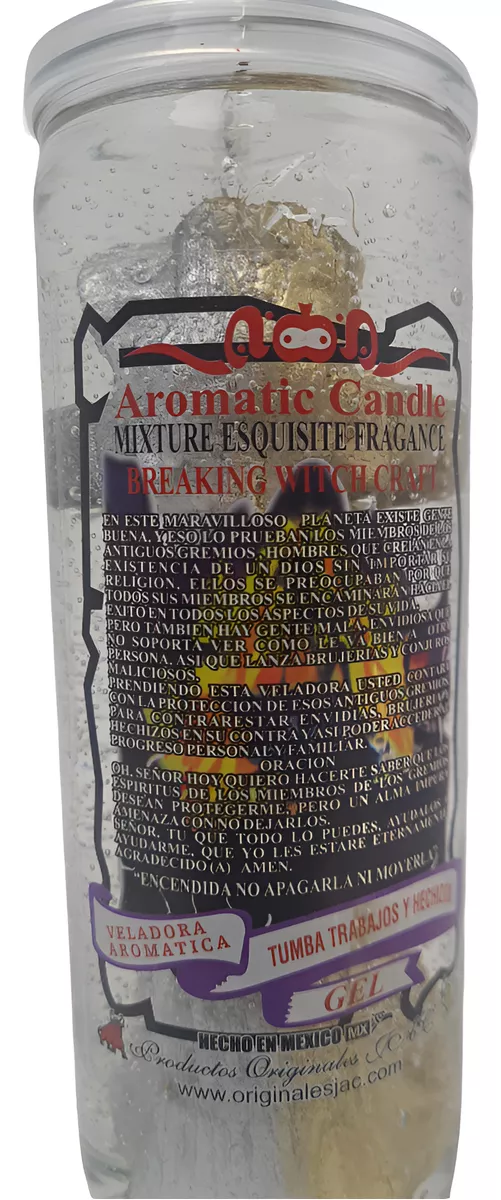 Aromatic Candle
MIXTURE ESQUISITE FRAGANCE
BREAKING WITCH CRAFT
EN ESTE MARAVILLOSO PLANETA EXISTE GENTE
BUENA. Y ESO LO PRUEBAN LOS MIEMBROS DE LOS
ANTIGUOS GREMIOS, HOMBRES QUE CREIAN EN LA
EXISTENCIA DE UN DIOS SIN IMPORTAR SU
RELIGION. ELLOS SE PREOCUPABAN POR QUE
TODOS SUS MIEMBROS SE ENCAMINARAN HACIA EL
EXITO EN TODOS LOS ASPECTOS DE SU VIDA.
PERO TAMBIEN HAY GENTE MALA, ENVIDIOSA QUE
NO SOPORTA VER COMO LE VA BIEN A OTRA
PERSONA. ASI QUE LANZA BRUJERIAS Y CONJUROS
MALICIOSOS.
PRENDIENDO ESTA VELADORA USTED CONTARA
CON LA PROTECCION DE ESOS ANTIGUOS GREMIOS
PARA CONTRARESTAR ENVIDIAS, BRUJERIAS
HECHIZOS EN SU CONTRA Y ASI PODER ACCEDER AL
PROGRESO PERSONAL Y FAMILIAR.
ORACION
OH, SEÑOR HOY QUIERO HACERTE SABER QUE LOS
ESPIRITUS DE LOS MIEMBROS DE LOS GREMIOS
DESEAN PROTEGERME, PERO UN ALMA IMPURA
AMENAZA CON NO DEJARLOS.
SEÑOR, TU QUE TODO LO PUEDES, AYUDALOS A
AYUDARME, QUE YO LES ESTARE ETERNAMENTE
AGRADECIDO (A) AMEN.
"ENCENDIDA NO APAGARLA NI MOVERLA"
VELADORA
AROMATICA
TUMBA TRABAJOS Y HECHIZOS
GEL
HECHO EN MEXICO MX
Productos Originales
www.originalesjac.com